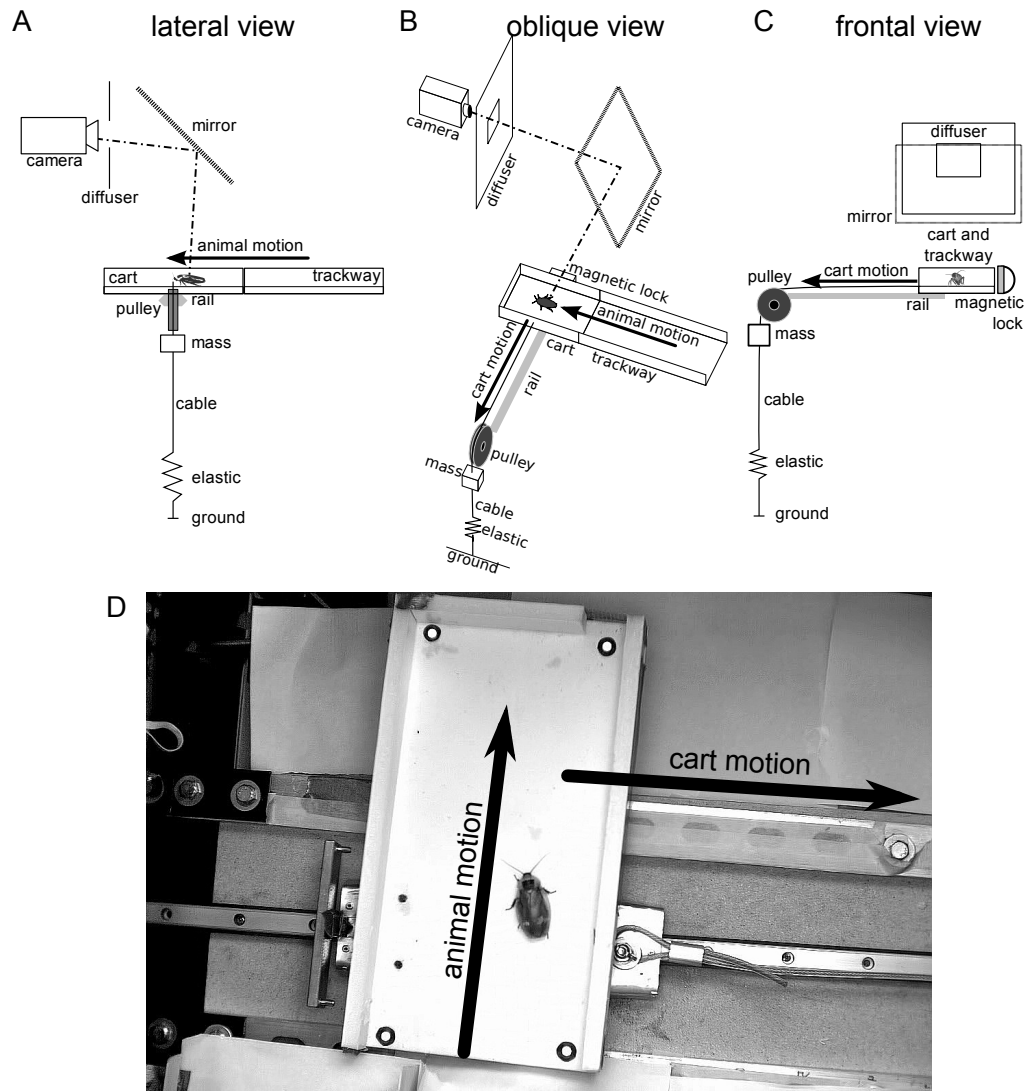 A
lateral view
mirror
camera
diffuser
animal motion
cart
trackway
pulley
rail
mass
cable
elastic
ground
B
oblique view
camera
diffuser
mirror
magnetic lock
animal motion
cart motion
cart
trackway
rail
pulley
mass
cable
elastic
ground
C
frontal view
diffuser
mirror
cart and
trackway
cart motion
pulley
rail
magnetic
lock
mass
cable
elastic
ground
D
cart motion
animal motion